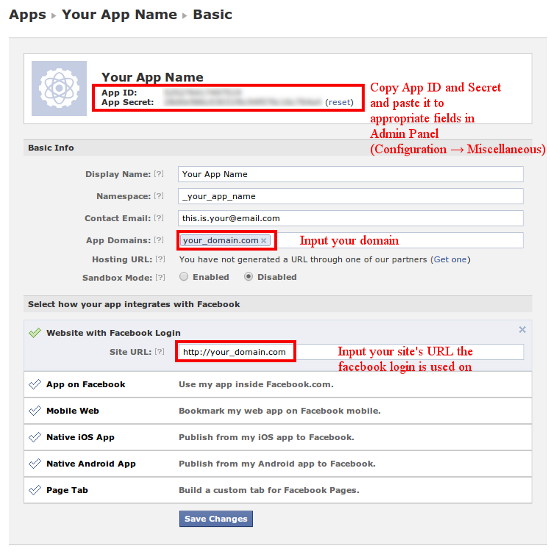 Apps ▸ Your App Name ▸ Basic
Your App Name
App ID:
App Secret: (reset)
Copy App ID and Secret
and paste it to
appropriate fields in
Admin Panel
(Configuration → Miscellaneous)
Basic Info
Display Name: [?] Your App Name
Namespace: [?] _your_app_name
Contact Email: [?] this.is.your@email.com
App Domains: [?] your_domain.com × Input your domain
Hosting URL: [?] You have not generated a URL through one of our partners (Get one)
Sandbox Mode: [?] Enabled Disabled
Select how your app integrates with Facebook
Website with Facebook Login ×
Site URL: [?] http://your_domain.com Input your site's URL the
facebook login is used on
App on Facebook Use my app inside Facebook.com.
Mobile Web Bookmark my web app on Facebook mobile.
Native iOS App Publish from my iOS app to Facebook.
Native Android App Publish from my Android app to Facebook.
Page Tab Build a custom tab for Facebook Pages.
Save Changes